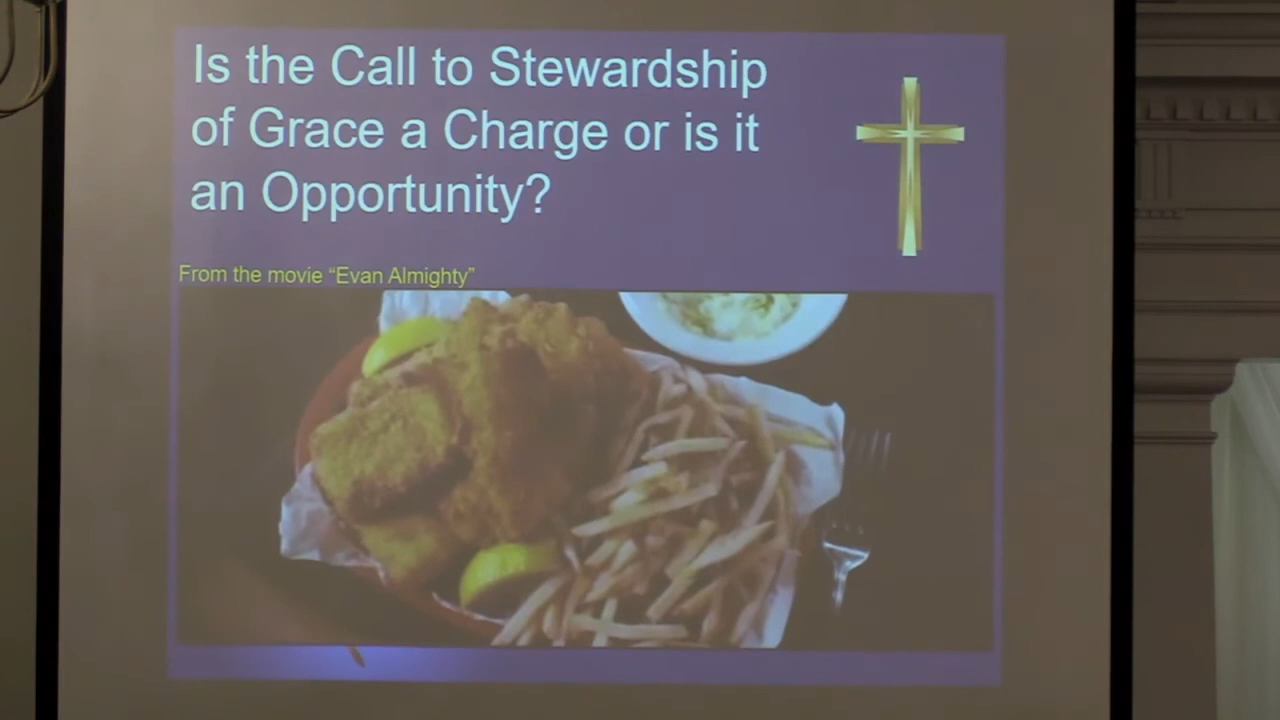 Is the Call to Stewardship
of Grace a Charge or is it
an Opportunity?
From the movie “Evan Almighty”